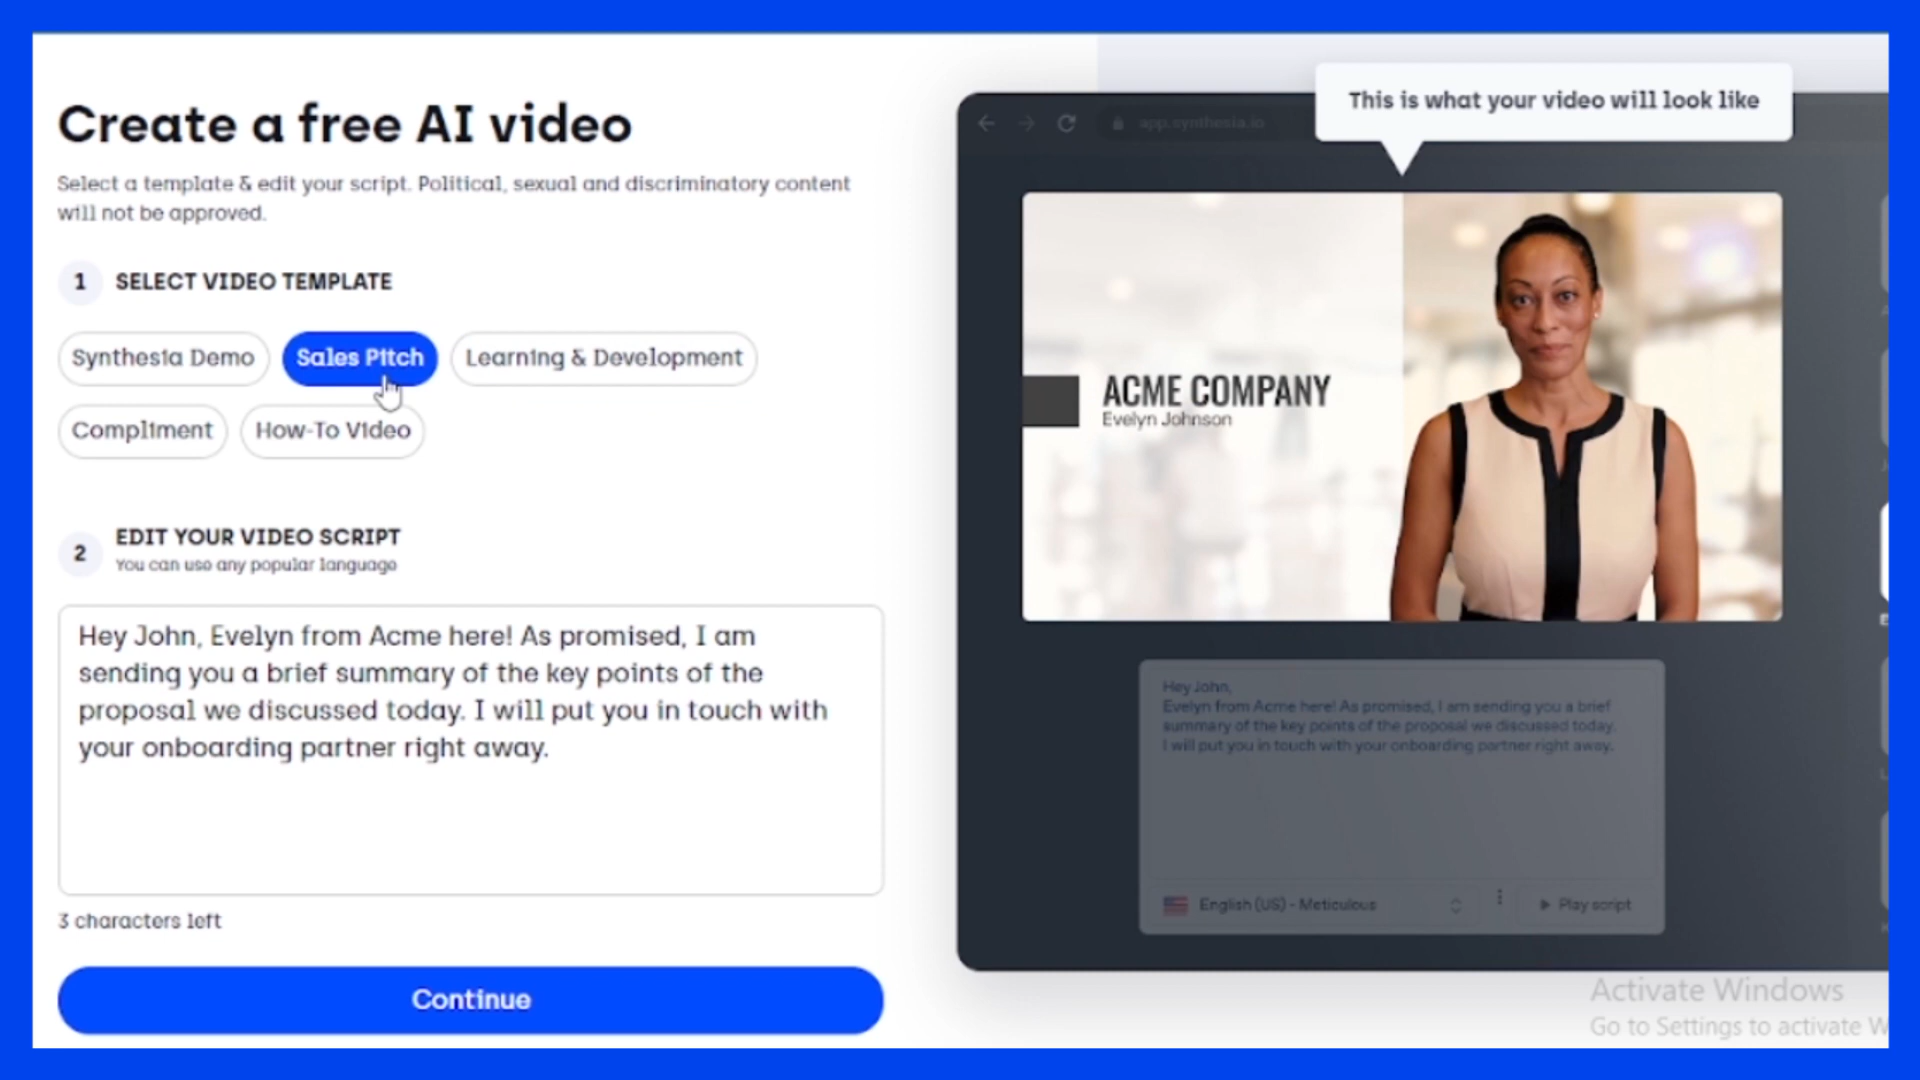 Create a free AI video
Select a template & edit your script. Political, sexual and discriminatory content
will not be approved.
1 SELECT VIDEO TEMPLATE
Synthesia Demo
Sales Pitch
Learning & Development
Compliment
How-To Video
2 EDIT YOUR VIDEO SCRIPT
You can use any popular language
Hey John, Evelyn from Acme here! As promised, I am
sending you a brief summary of the key points of the
proposal we discussed today. I will put you in touch with
your onboarding partner right away.
3 characters left
Continue
This is what your video will look like
app.synthesia.io
ACME COMPANY
Evelyn Johnson
Hey John,
Evelyn from Acme here! As promised, I am sending you a brief
summary of the key points of the proposal we discussed today.
I will put you in touch with your onboarding partner right away.
English (US) - Meticulous
Play script
Activate Windows
Go to Settings to activate W